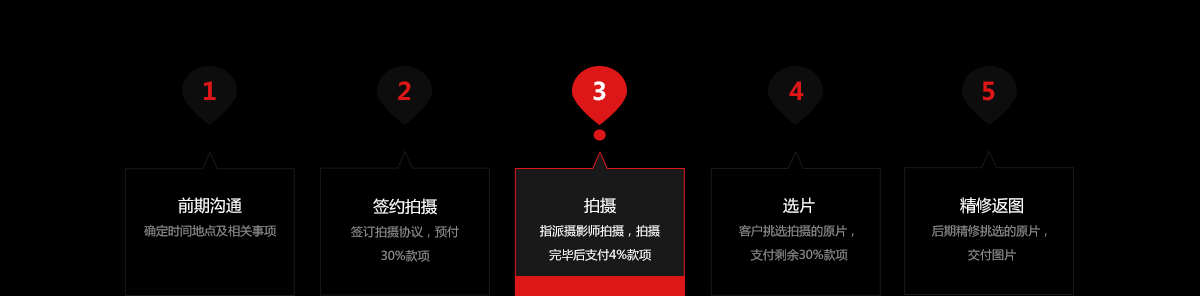 1
2
3
4
5
前期沟通
确定时间地点及相关事项
签约拍摄
签订拍摄协议，预付
30%款项
拍摄
指派摄影师拍摄，拍摄
完毕后支付4%款项
选片
客户挑选拍摄的原片，
支付剩余30%款项
精修返图
后期精修挑选的原片，
交付图片